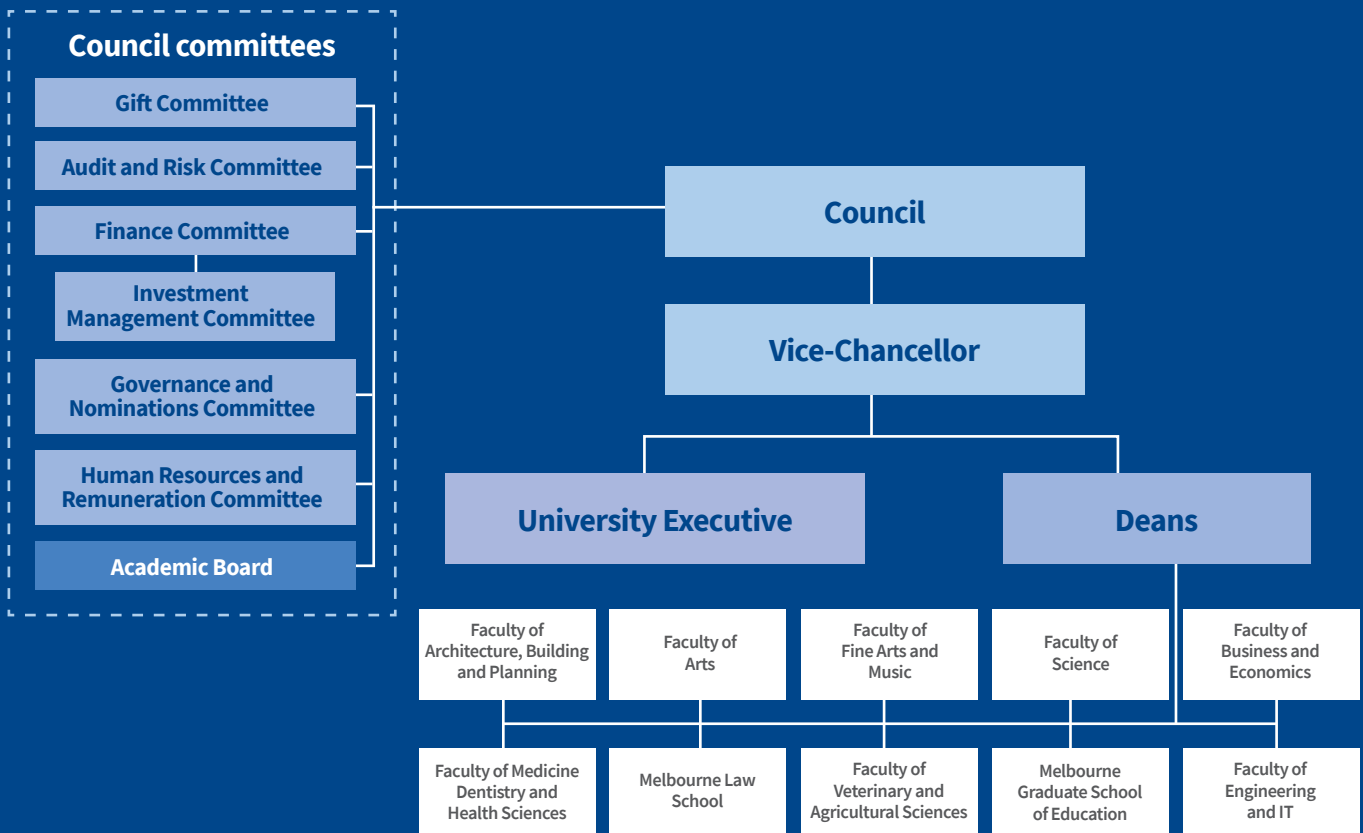 Council committees
Gift Committee
Audit and Risk Committee
Finance Committee
Investment
Management Committee
Governance and
Nominations Committee
Human Resources and
Remuneration Committee
Academic Board
Council
Vice-Chancellor
University Executive
Deans
Faculty of
Architecture, Building
and Planning
Faculty of
Arts
Faculty of
Fine Arts and
Music
Faculty of
Science
Faculty of
Business and
Economics
Faculty of Medicine
Dentistry and
Health Sciences
Melbourne Law
School
Faculty of
Veterinary and
Agricultural Sciences
Melbourne
Graduate School
of Education
Faculty of
Engineering
and IT